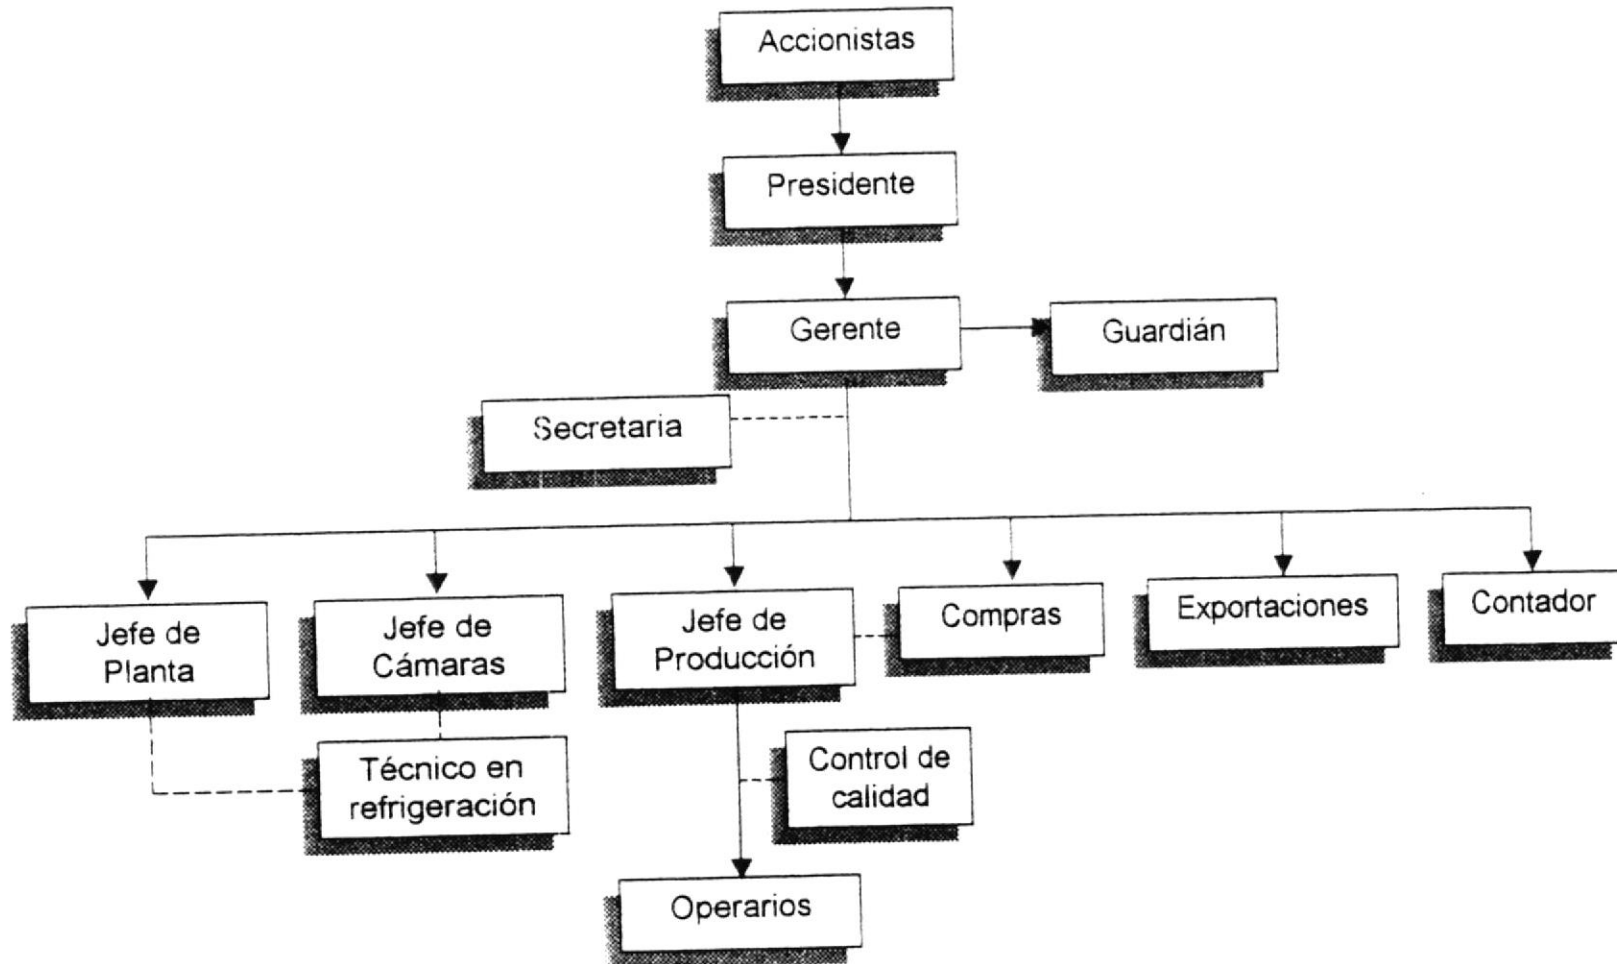 Accionistas
Presidente
Gerente
Guardián
Secretaria
Jefe de
Planta
Jefe de
Cámaras
Jefe de
Producción
Compras
Exportaciones
Contador
Técnico en
refrigeración
Control de
calidad
Operarios